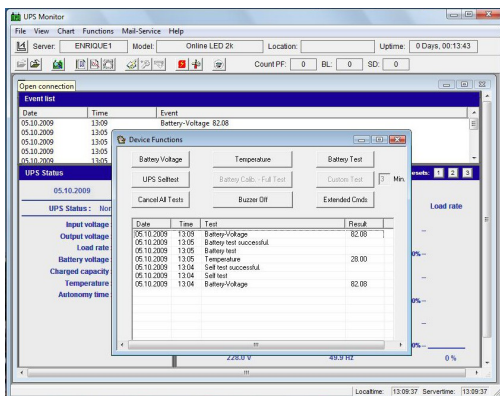 UPS Monitor
File View Chart Functions Mail-Service Help
Server: ENRIQUE1 Model: Online LED 2k Location: Uptime: 0 Days, 00:13:43
Count PF: 0 BL: 0 SD: 0
Open connection
Event list
Date Time Event
05.10.2009 13:09 Battery-Voltage 82.08
05.10.2009 13:05
05.10.2009 13:05
05.10.2009 13:05
05.10.2009 13:05
Device Functions
Battery Voltage Temperature Battery Test
UPS Selftest Battery Calib. - Full Test Custom Test 3 Min.
Cancel All Tests Buzzer Off Extended Cmds
Date Time Test Result
05.10.2009 13:09 Battery-Voltage 82.08
05.10.2009 13:05 Battery test successful.
05.10.2009 13:05 Battery test
05.10.2009 13:05 Temperature 28.00
05.10.2009 13:04 Self test successful.
05.10.2009 13:04 Self test
05.10.2009 13:04 Battery-Voltage 82.08
UPS Status
esets: 1 2 3
05.10.2009
UPS Status : Nor
Load rate
Input voltage
Output voltage
Load rate
Battery voltage
Charged capacity
Temperature
Autonomy time
228.0 V 49.9 Hz 0 %
Localtime: 13:09:37 Servertime: 13:09:37